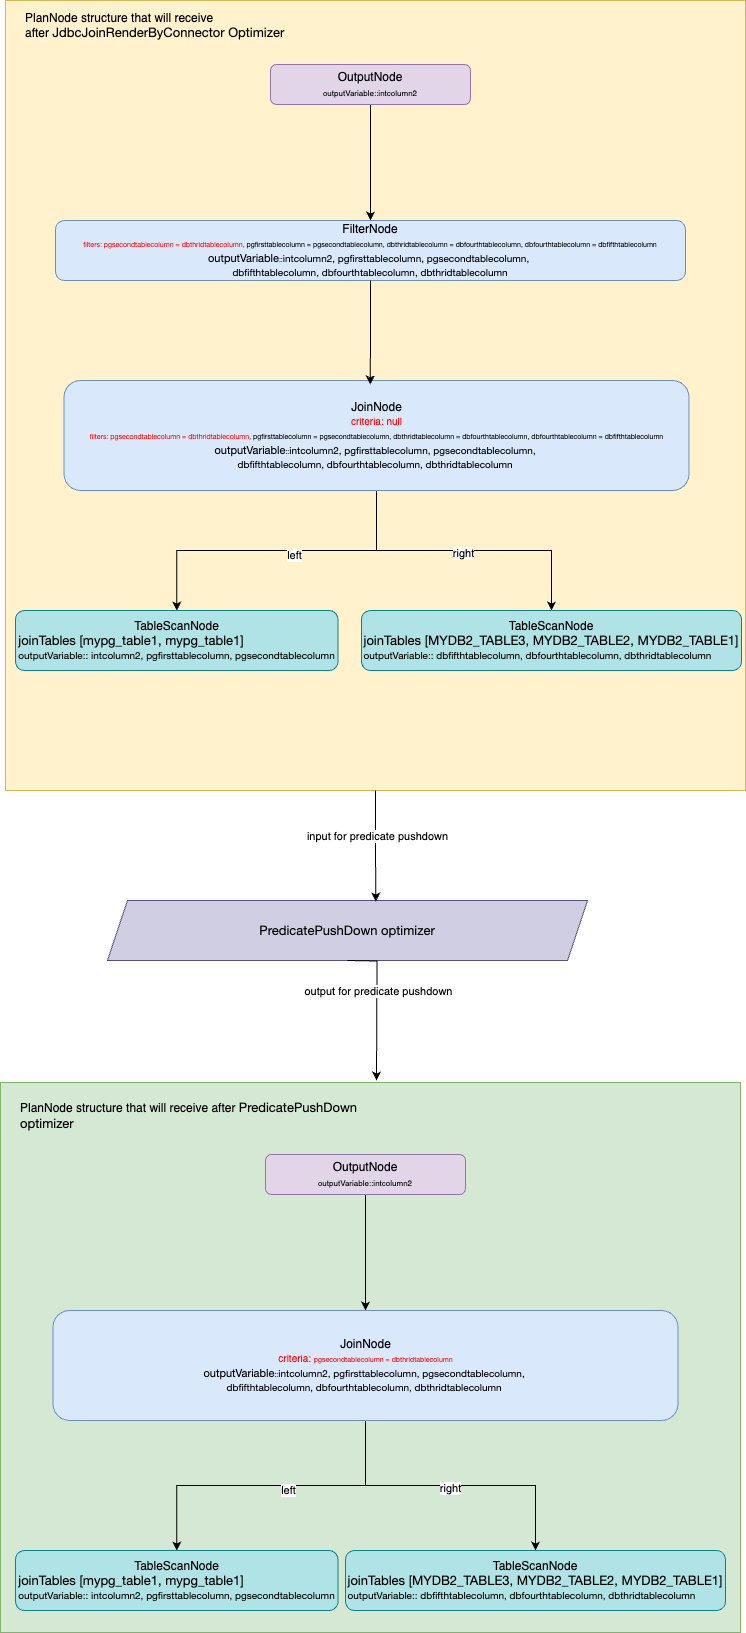 PlanNode structure that will receive
after JdbcJoinRenderByConnector Optimizer
OutputNode
outputVariable::intcolumn2
FilterNode
filters: pgsecondtablecolumn = dbthridtablecolumn, pgfirsttablecolumn = pgsecondtablecolumn, dbthridtablecolumn = dbfourthtablecolumn, dbfourthtablecolumn = dbfifthtablecolumn
outputVariable::intcolumn2, pgfirsttablecolumn, pgsecondtablecolumn,
dbfifthtablecolumn, dbfourthtablecolumn, dbthridtablecolumn
JoinNode
criteria: null
filters: pgsecondtablecolumn = dbthridtablecolumn, pgfirsttablecolumn = pgsecondtablecolumn, dbthridtablecolumn = dbfourthtablecolumn, dbfourthtablecolumn = dbfifthtablecolumn
outputVariable::intcolumn2, pgfirsttablecolumn, pgsecondtablecolumn,
dbfifthtablecolumn, dbfourthtablecolumn, dbthridtablecolumn
left
right
TableScanNode
joinTables [mypg_table1, mypg_table1]
outputVariable:: intcolumn2, pgfirsttablecolumn, pgsecondtablecolumn
TableScanNode
joinTables [MYDB2_TABLE3, MYDB2_TABLE2, MYDB2_TABLE1]
outputVariable:: dbfifthtablecolumn, dbfourthtablecolumn, dbthridtablecolumn
input for predicate pushdown
PredicatePushDown optimizer
output for predicate pushdown
PlanNode structure that will receive after PredicatePushDown
optimizer
OutputNode
outputVariable::intcolumn2
JoinNode
criteria: pgsecondtablecolumn = dbthridtablecolumn
outputVariable::intcolumn2, pgfirsttablecolumn, pgsecondtablecolumn,
dbfifthtablecolumn, dbfourthtablecolumn, dbthridtablecolumn
left
right
TableScanNode
joinTables [mypg_table1, mypg_table1]
outputVariable:: intcolumn2, pgfirsttablecolumn, pgsecondtablecolumn
TableScanNode
joinTables [MYDB2_TABLE3, MYDB2_TABLE2, MYDB2_TABLE1]
outputVariable:: dbfifthtablecolumn, dbfourthtablecolumn, dbthridtablecolumn